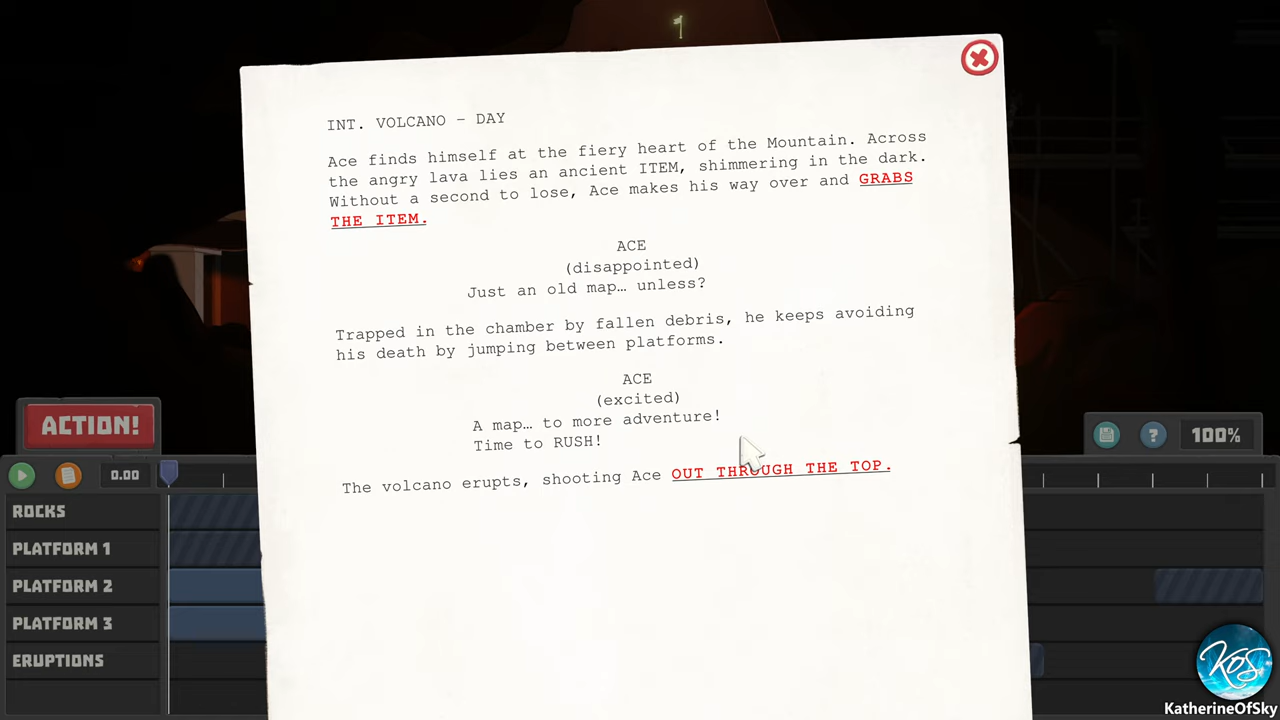 INT. VOLCANO – DAY
Ace finds himself at the fiery heart of the Mountain. Across
the angry lava lies an ancient ITEM, shimmering in the dark.
Without a second to lose, Ace makes his way over and GRABS
THE ITEM.
ACE
(disappointed)
Just an old map… unless?
Trapped in the chamber by fallen debris, he keeps avoiding
his death by jumping between platforms.
ACE
(excited)
A map… to more adventure!
Time to RUSH!
The volcano erupts, shooting Ace OUT THROUGH THE TOP.
ACTION!
? 100%
0.00
ROCKS
PLATFORM 1
PLATFORM 2
PLATFORM 3
ERUPTIONS
KoS
KatherineOfSky